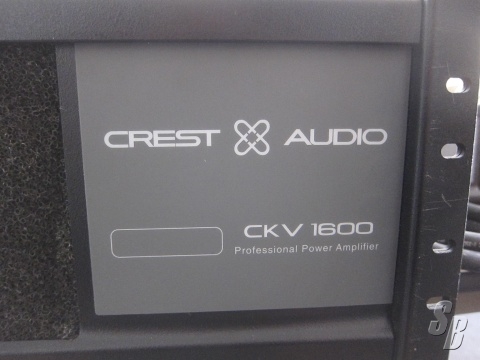 CREST AUDIO
CKV 1600
Professional Power Amplifier
SB